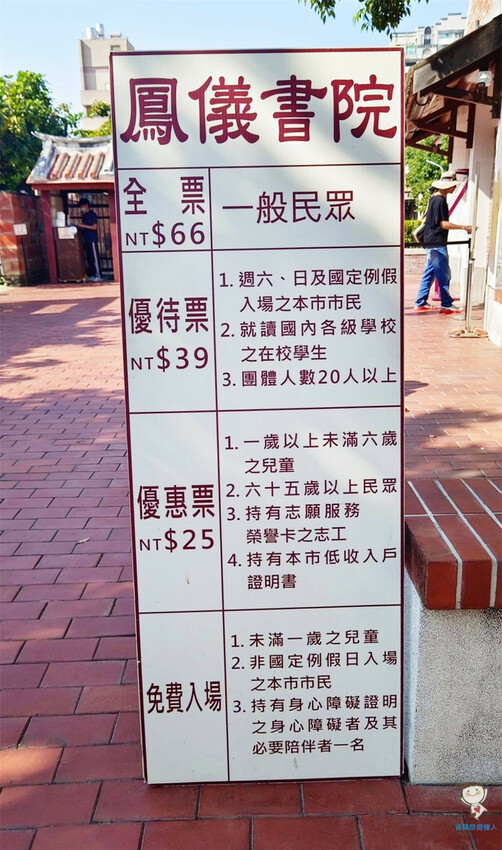 鳳儀書院
全票
NT$66
一般民眾
優待票
NT$39
1. 週六、日及國定例假
入場之本市市民
2. 就讀國內各級學校
之在校學生
3. 團體人數20人以上
優惠票
NT$25
1. 一歲以上未滿六歲
之兒童
2. 六十五歲以上民眾
3. 持有志願服務
榮譽卡之志工
4. 持有本市低收入戶
證明書
免費入場
1. 未滿一歲之兒童
2. 非國定例假日入場
之本市市民
3. 持有身心障礙證明
之身心障礙者及其
必要陪伴者一名